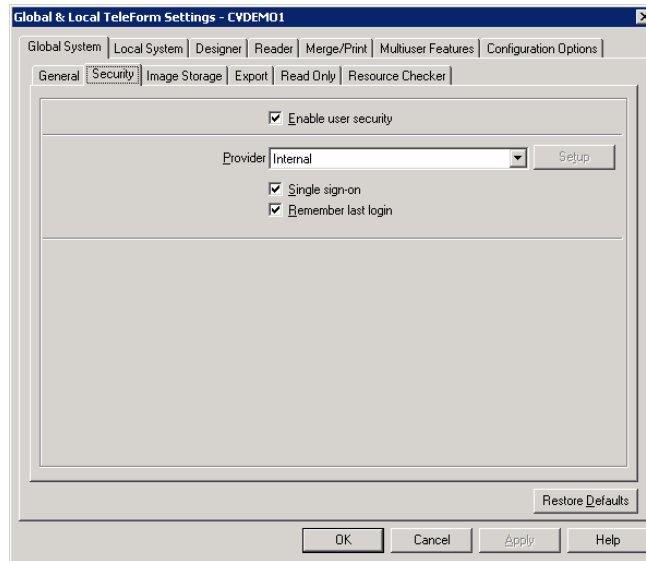 Global & Local TeleForm Settings - CVDEMO1
Global System Local System Designer Reader Merge/Print Multiuser Features Configuration Options
General Security Image Storage Export Read Only Resource Checker
Enable user security
Provider Internal Setup
Single sign-on
Remember last login
Restore Defaults
OK Cancel Apply Help